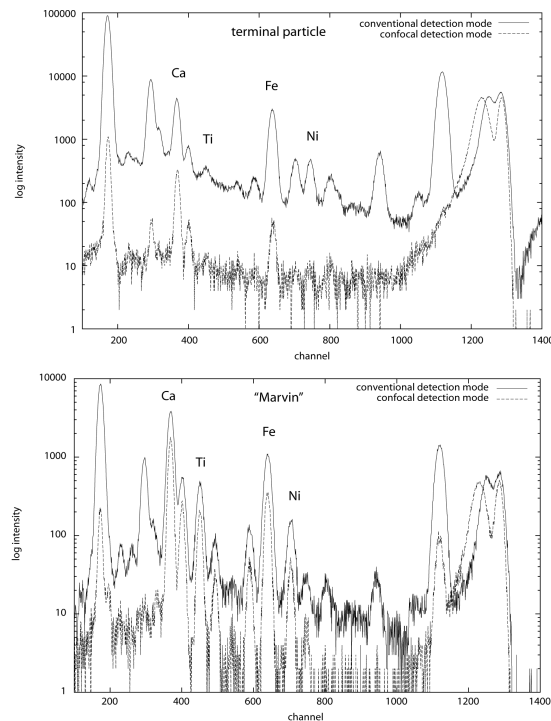 100000
terminal particle
conventional detection mode
confocal detection mode
10000
Ca
Fe
1000
Ti
Ni
log intensity
100
10
1
200 400 600 800 1000 1200 1400
channel
10000
Ca
"Marvin"
conventional detection mode
confocal detection mode
1000
Fe
Ti
Ni
log intensity
100
10
1
200 400 600 800 1000 1200 1400
channel